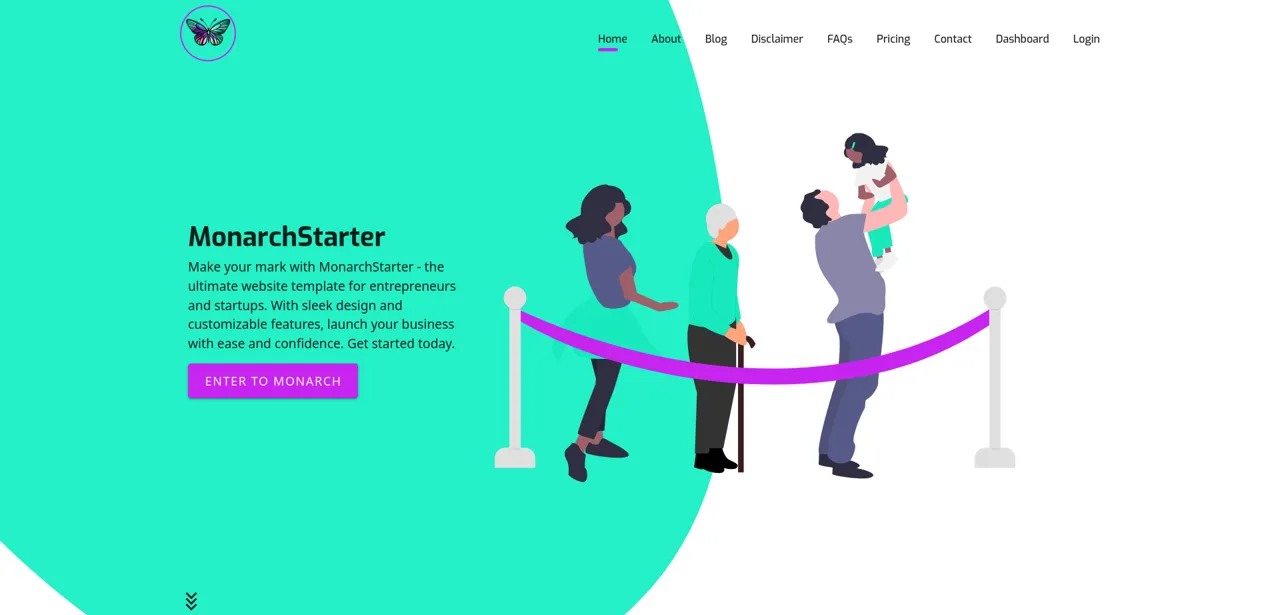 Home About Blog Disclaimer FAQs Pricing Contact Dashboard Login
MonarchStarter
Make your mark with MonarchStarter - the
ultimate website template for entrepreneurs
and startups. With sleek design and
customizable features, launch your business
with ease and confidence. Get started today.
ENTER TO MONARCH